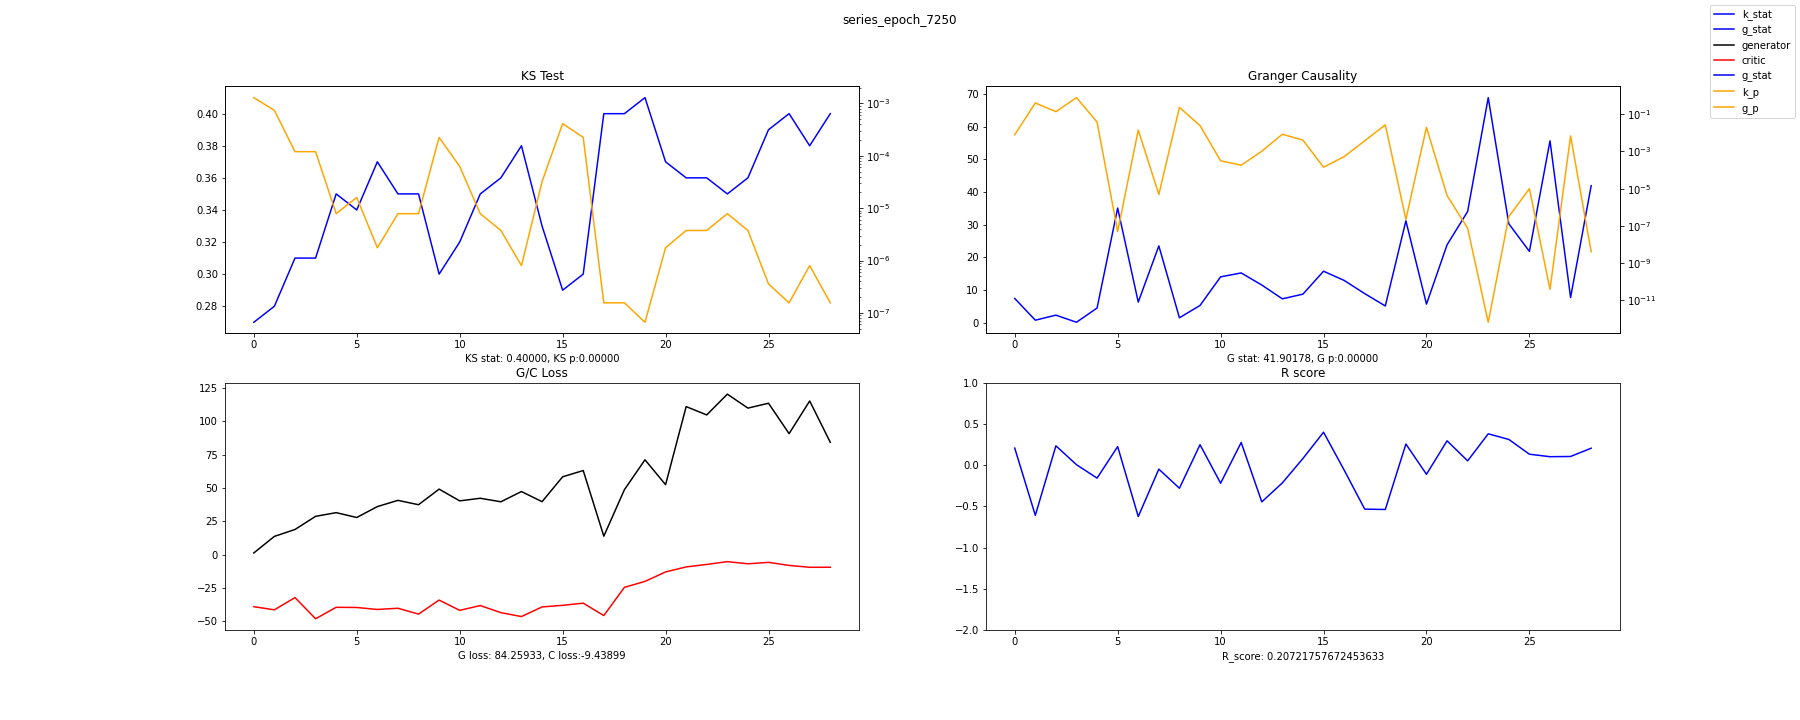 series_epoch_7250
k_stat
g_stat
generator
critic
g_stat
k_p
g_p
KS Test
0.40
0.38
0.36
0.34
0.32
0.30
0.28
10⁻³
10⁻⁴
10⁻⁵
10⁻⁶
10⁻⁷
0 5 10 15 20 25
KS stat: 0.40000, KS p:0.00000
Granger Causality
70
60
50
40
30
20
10
0
10⁻¹
10⁻³
10⁻⁵
10⁻⁷
10⁻⁹
10⁻¹¹
0 5 10 15 20 25
G stat: 41.90178, G p:0.00000
G/C Loss
125
100
75
50
25
0
−25
−50
0 5 10 15 20 25
G loss: 84.25933, C loss:-9.43899
R score
1.0
0.5
0.0
−0.5
−1.0
−1.5
−2.0
0 5 10 15 20 25
R_score: 0.20721757672453633